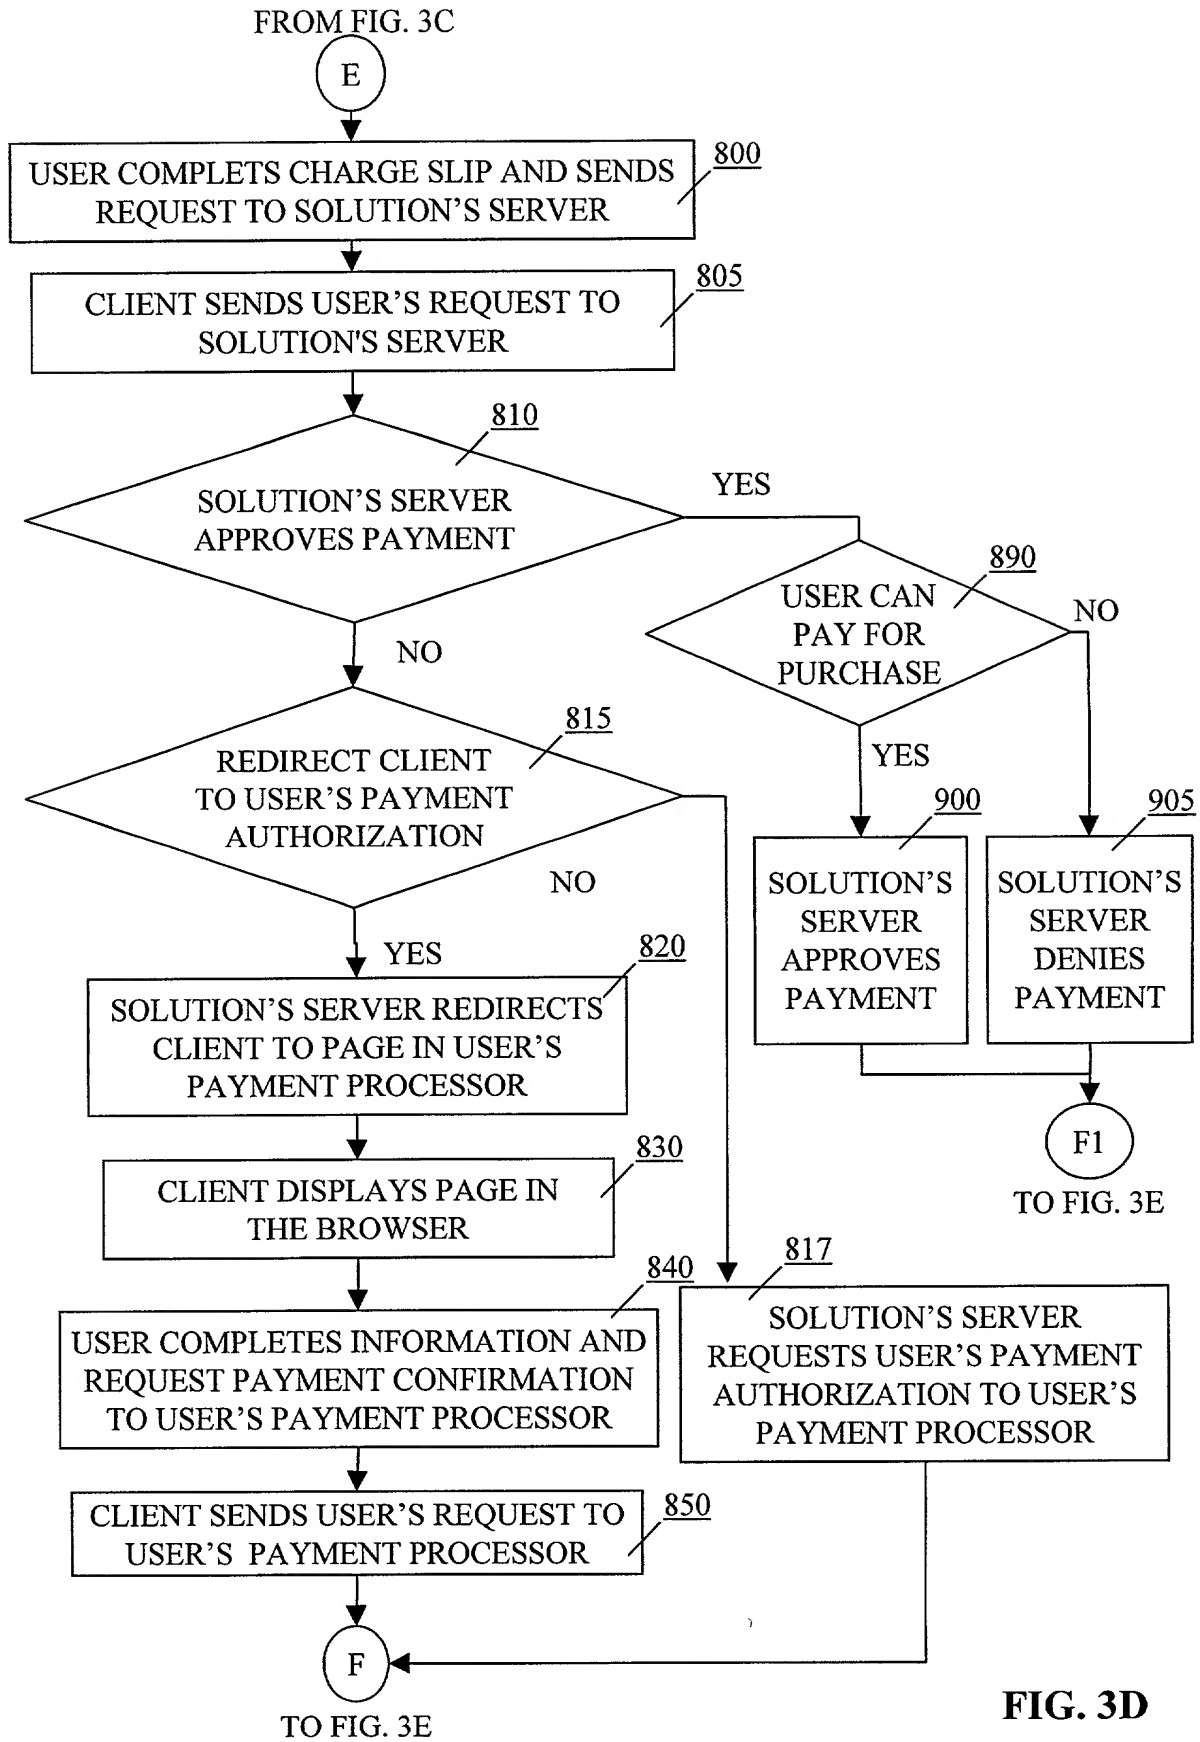 FROM FIG. 3C
E
800
USER COMPLETS CHARGE SLIP AND SENDS
REQUEST TO SOLUTION'S SERVER
805
CLIENT SENDS USER'S REQUEST TO
SOLUTION'S SERVER
810
SOLUTION'S SERVER
APPROVES PAYMENT
YES
NO
890
USER CAN
PAY FOR
PURCHASE
NO
YES
815
REDIRECT CLIENT
TO USER'S PAYMENT
AUTHORIZATION
NO
YES
900
SOLUTION'S
SERVER
APPROVES
PAYMENT
905
SOLUTION'S
SERVER
DENIES
PAYMENT
820
SOLUTION'S SERVER REDIRECTS
CLIENT TO PAGE IN USER'S
PAYMENT PROCESSOR
F1
TO FIG. 3E
830
CLIENT DISPLAYS PAGE IN
THE BROWSER
817
SOLUTION'S SERVER
REQUESTS USER'S PAYMENT
AUTHORIZATION TO USER'S
PAYMENT PROCESSOR
840
USER COMPLETES INFORMATION AND
REQUEST PAYMENT CONFIRMATION
TO USER'S PAYMENT PROCESSOR
850
CLIENT SENDS USER'S REQUEST TO
USER'S PAYMENT PROCESSOR
F
TO FIG. 3E
FIG. 3D